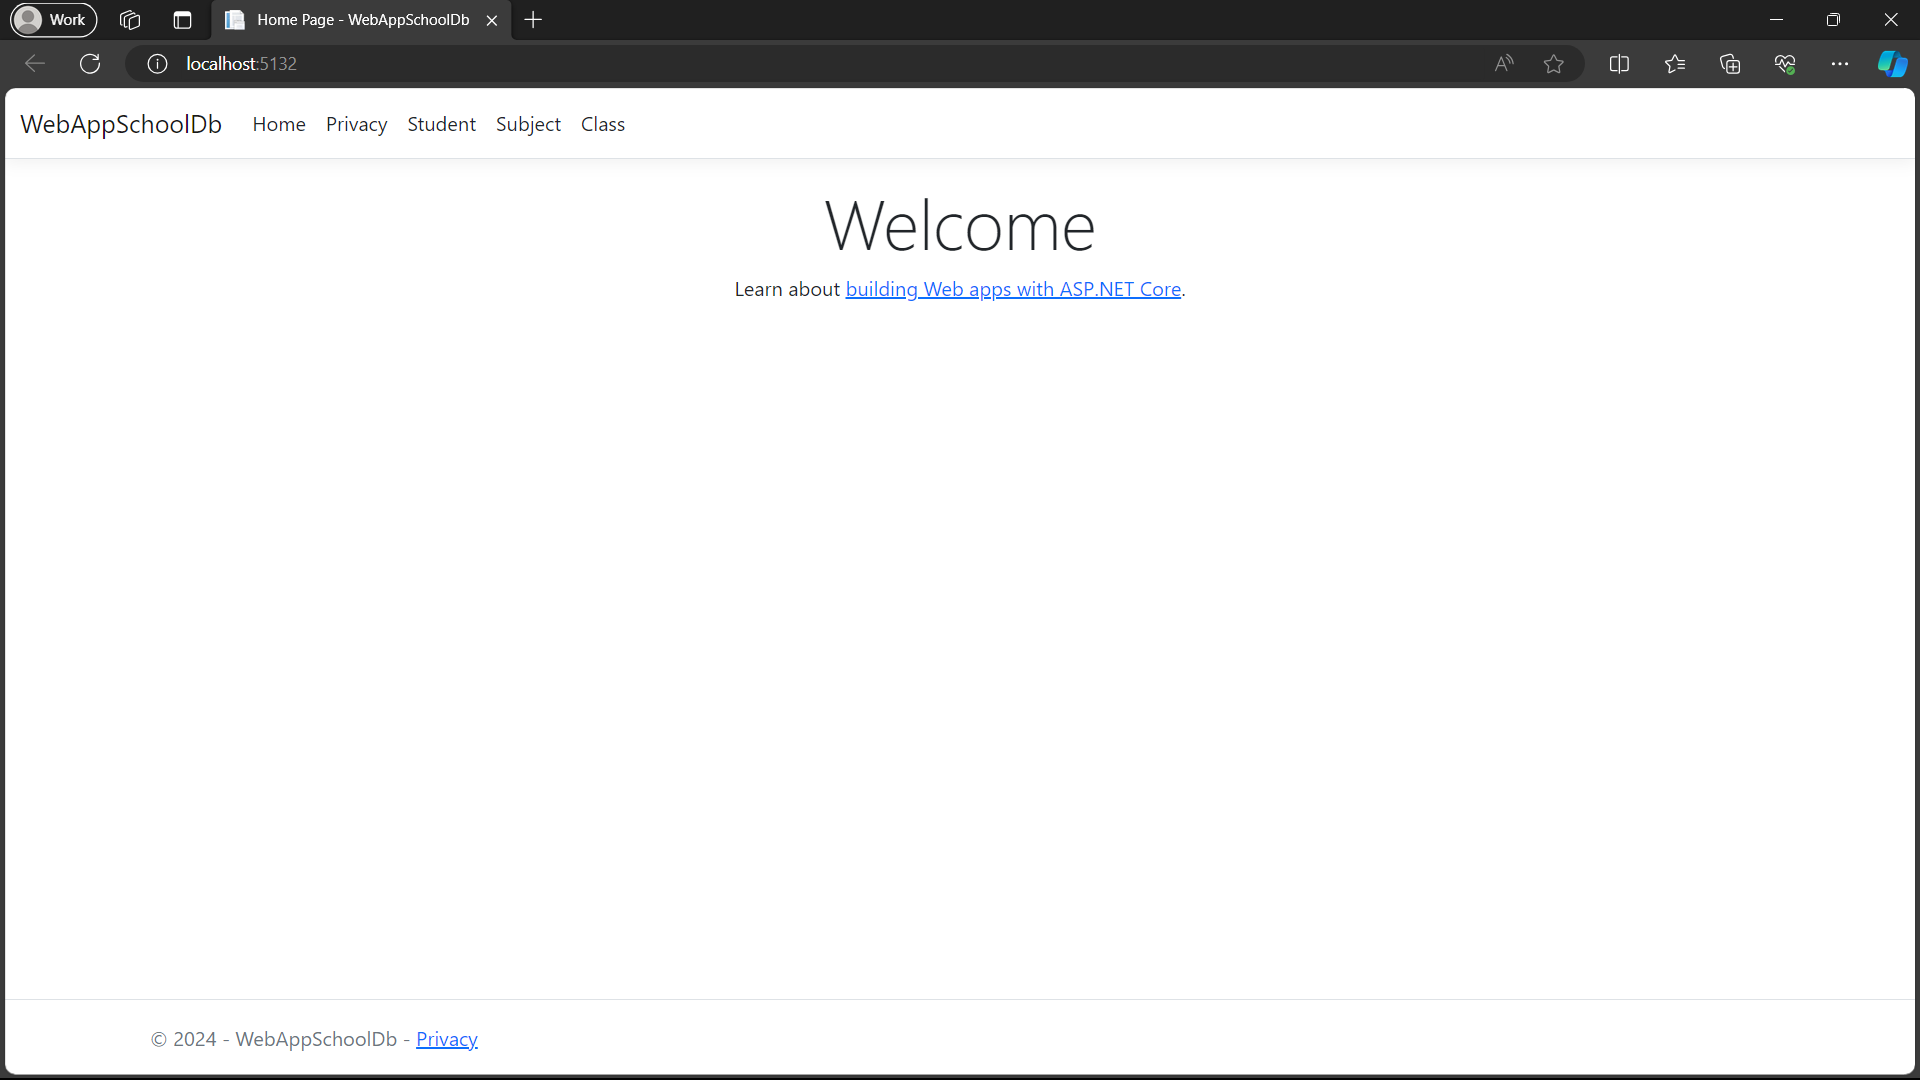 Work
Home Page - WebAppSchoolDb
localhost:5132
WebAppSchoolDb Home Privacy Student Subject Class
Welcome
Learn about building Web apps with ASP.NET Core.
© 2024 - WebAppSchoolDb - Privacy